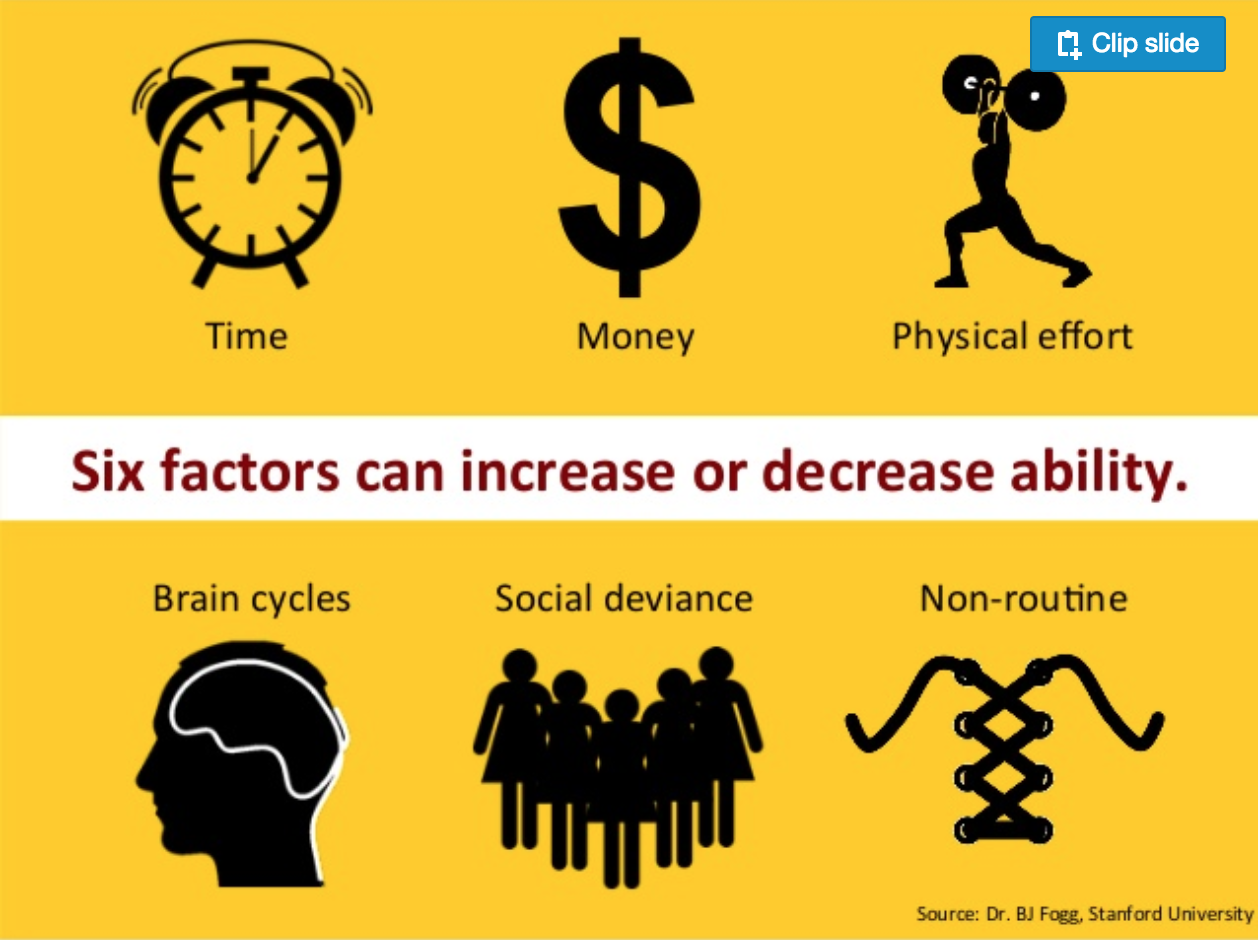 Clip slide
$
Time
Money
Physical effort
Six factors can increase or decrease ability.
Brain cycles
Social deviance
Non-routine
Source: Dr. BJ Fogg, Stanford University